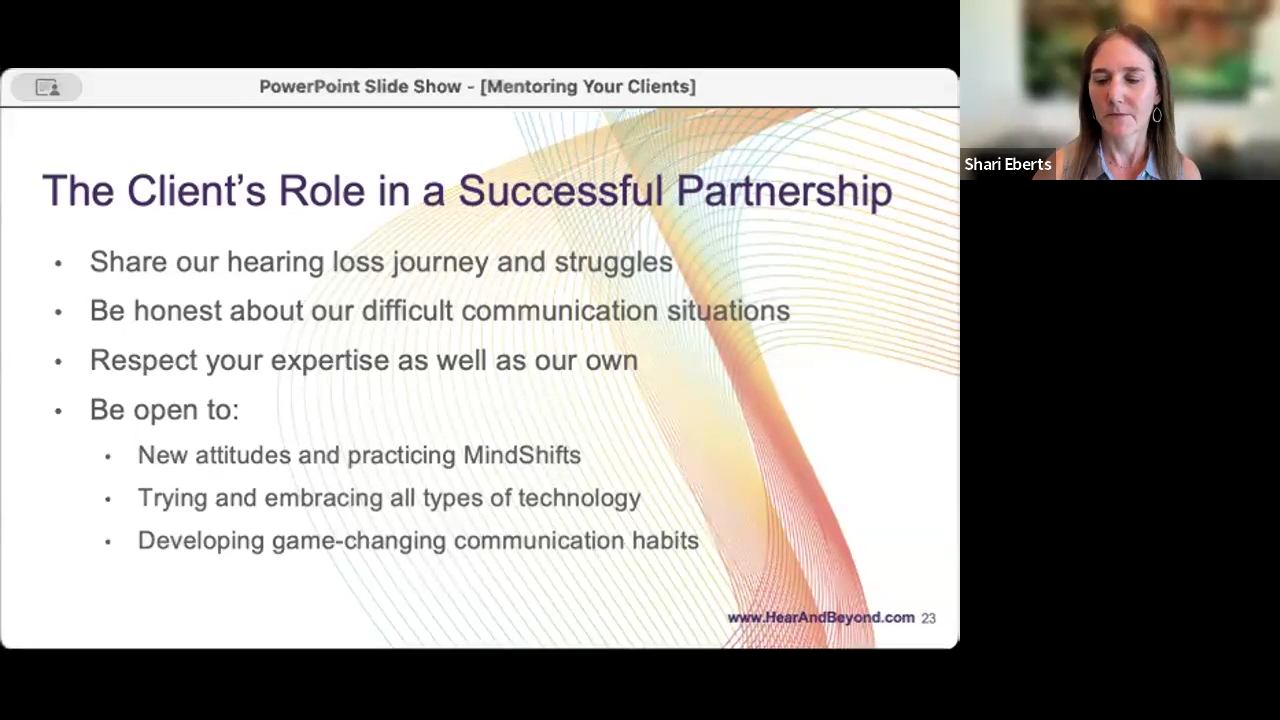 PowerPoint Slide Show - [Mentoring Your Clients]
Shari Eberts
The Client’s Role in a Successful Partnership
• Share our hearing loss journey and struggles
• Be honest about our difficult communication situations
• Respect your expertise as well as our own
• Be open to:
• New attitudes and practicing MindShifts
• Trying and embracing all types of technology
• Developing game-changing communication habits
www.HearAndBeyond.com 23